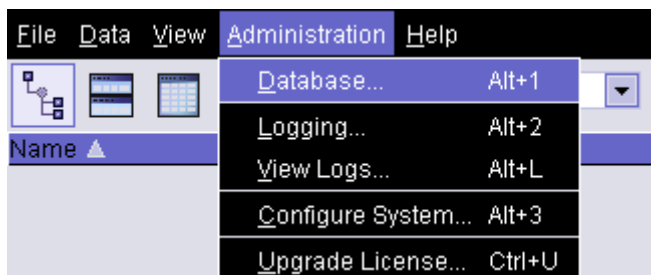 File Data View Administration Help
Database... Alt+1
Logging... Alt+2
Name
View Logs... Alt+L
Configure System... Alt+3
Upgrade License... Ctrl+U